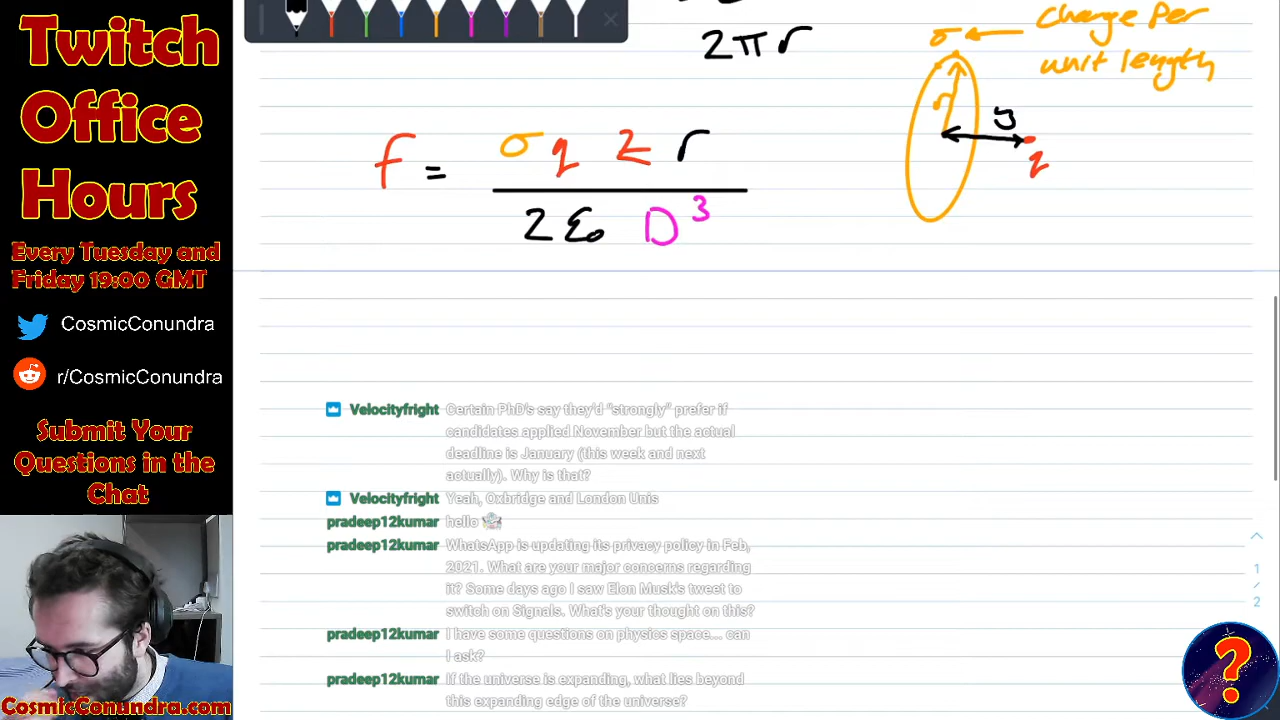 Twitch
Office
Hours
Every Tuesday and
Friday 19:00 GMT
CosmicConundra
r/CosmicConundra
Submit Your
Questions in the
Chat
CosmicConundra.com
2πr
σ ← charge per
unit length
r
y
q
f = σ q z r
2 ε₀ D³
Velocityfright Certain PhD's say they'd "strongly" prefer if
candidates applied November but the actual
deadline is January (this week and next
actually). Why is that?
Velocityfright Yeah, Oxbridge and London Unis
pradeep12kumar hello
pradeep12kumar WhatsApp is updating its privacy policy in Feb,
2021. What are your major concerns regarding
it? Some days ago I saw Elon Musk's tweet to
switch on Signals. What's your thought on this?
pradeep12kumar I have some questions on physics space... can
I ask?
pradeep12kumar If the universe is expanding, what lies beyond
this expanding edge of the universe?
1
/
2
?